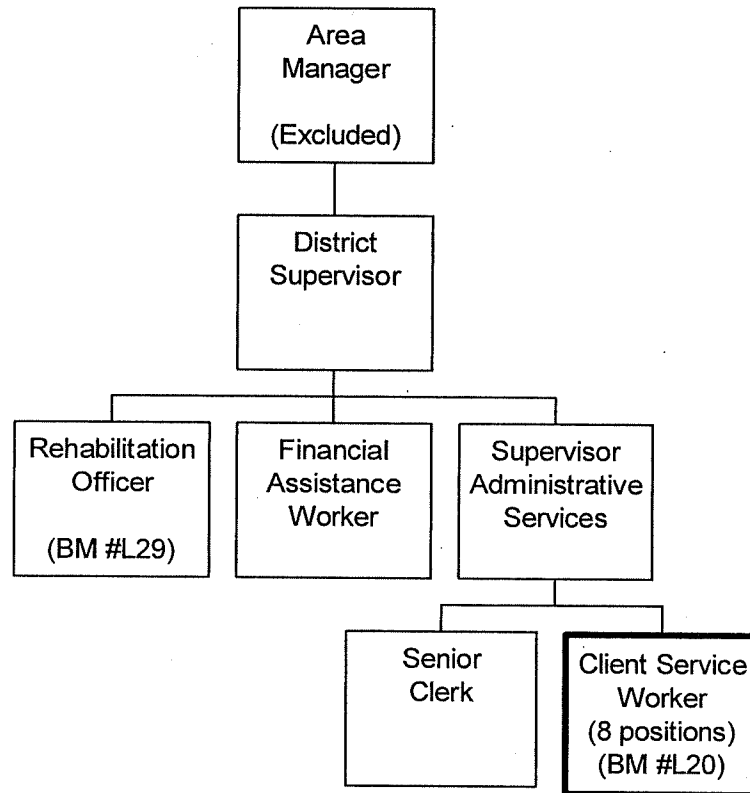 Area
Manager
(Excluded)
District
Supervisor
Rehabilitation
Officer
(BM #L29)
Financial
Assistance
Worker
Supervisor
Administrative
Services
Senior
Clerk
Client Service
Worker
(8 positions)
(BM #L20)